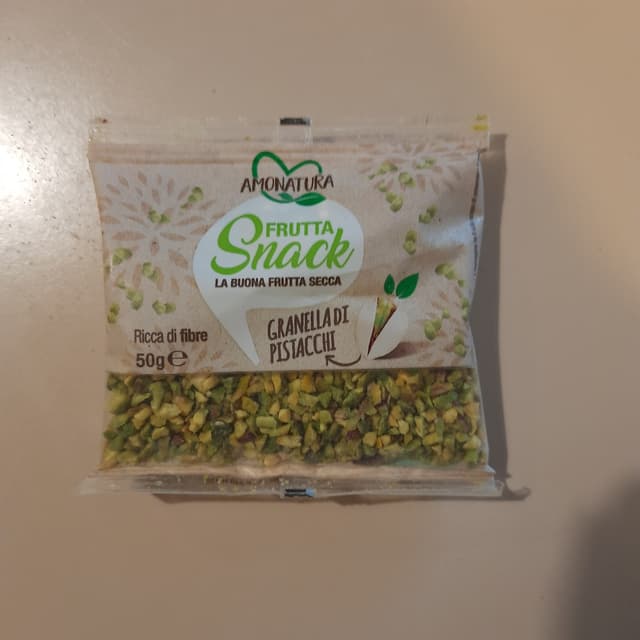 AMONATURA
FRUTTA
Snack
LA BUONA FRUTTA SECCA
GRANELLA DI
PISTACCHI
Ricca di fibre
50g ℮